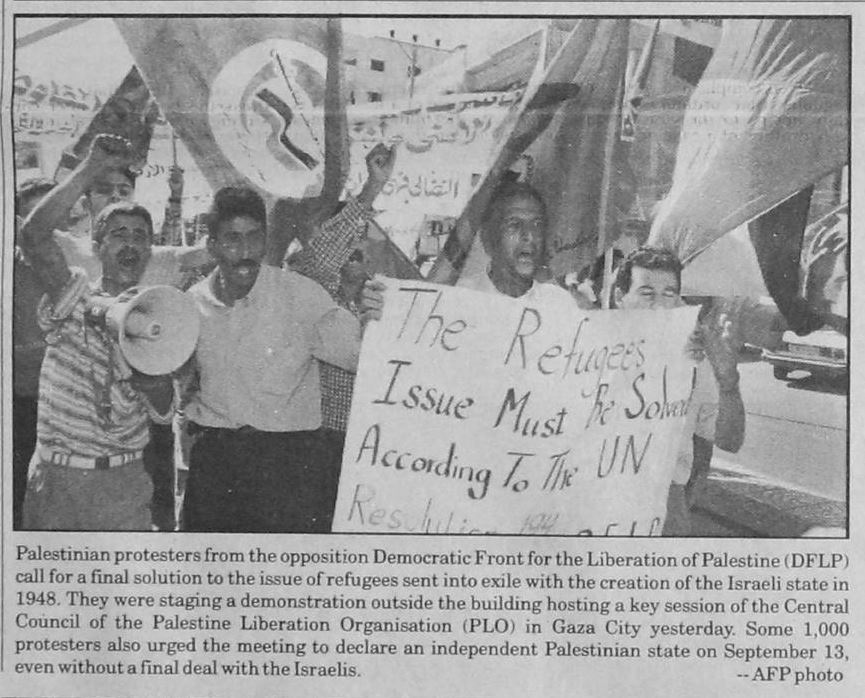 The Refugees
Issue Must Be Solved
According To The UN
Resolution 194
Palestinian protesters from the opposition Democratic Front for the Liberation of Palestine (DFLP)
call for a final solution to the issue of refugees sent into exile with the creation of the Israeli state in
1948. They were staging a demonstration outside the building hosting a key session of the Central
Council of the Palestine Liberation Organisation (PLO) in Gaza City yesterday. Some 1,000
protesters also urged the meeting to declare an independent Palestinian state on September 13,
even without a final deal with the Israelis. -- AFP photo